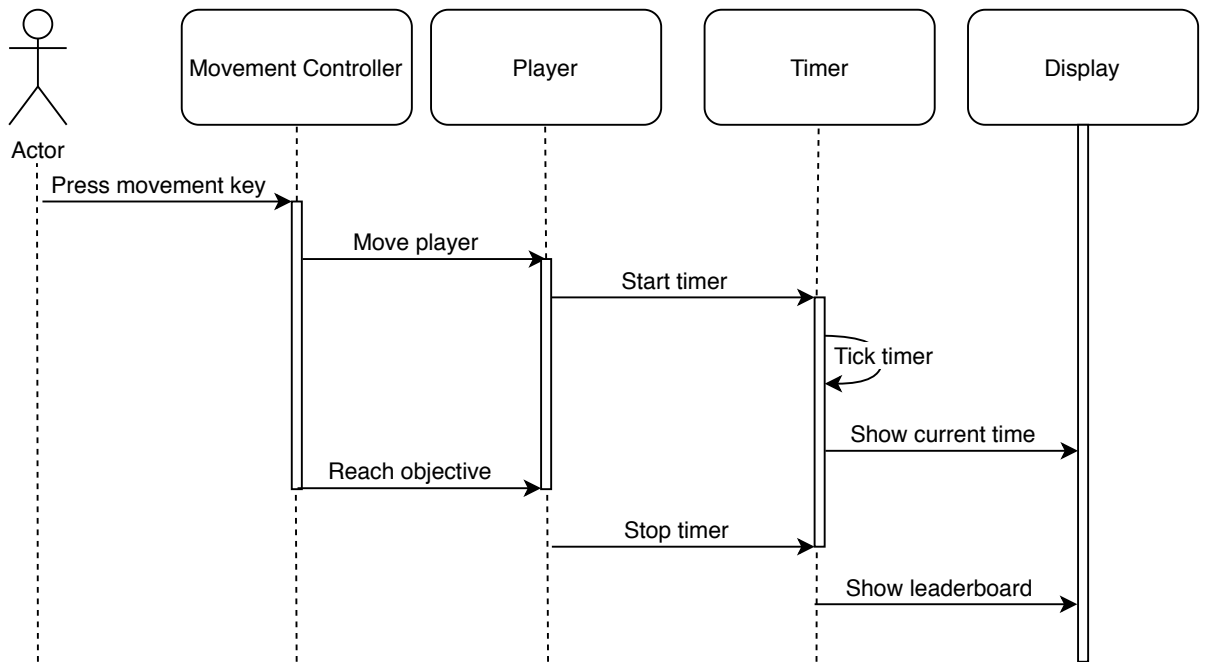 Movement Controller
Player
Timer
Display
Actor
Press movement key
Move player
Start timer
Tick timer
Show current time
Reach objective
Stop timer
Show leaderboard